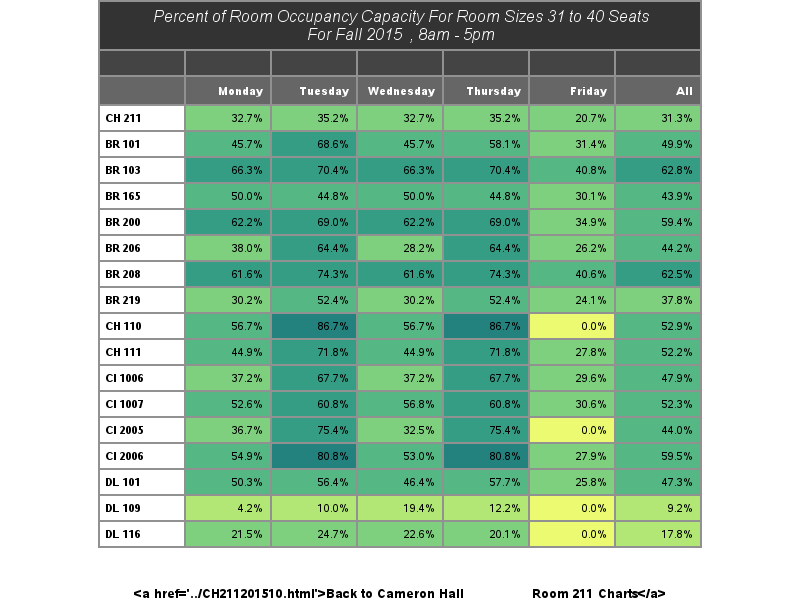 Percent of Room Occupancy Capacity For Room Sizes 31 to 40 Seats
For Fall 2015 , 8am - 5pm
Monday Tuesday Wednesday Thursday Friday All
CH 211 32.7% 35.2% 32.7% 35.2% 20.7% 31.3%
BR 101 45.7% 68.6% 45.7% 58.1% 31.4% 49.9%
BR 103 66.3% 70.4% 66.3% 70.4% 40.8% 62.8%
BR 165 50.0% 44.8% 50.0% 44.8% 30.1% 43.9%
BR 200 62.2% 69.0% 62.2% 69.0% 34.9% 59.4%
BR 206 38.0% 64.4% 28.2% 64.4% 26.2% 44.2%
BR 208 61.6% 74.3% 61.6% 74.3% 40.6% 62.5%
BR 219 30.2% 52.4% 30.2% 52.4% 24.1% 37.8%
CH 110 56.7% 86.7% 56.7% 86.7% 0.0% 52.9%
CH 111 44.9% 71.8% 44.9% 71.8% 27.8% 52.2%
CI 1006 37.2% 67.7% 37.2% 67.7% 29.6% 47.9%
CI 1007 52.6% 60.8% 56.8% 60.8% 30.6% 52.3%
CI 2005 36.7% 75.4% 32.5% 75.4% 0.0% 44.0%
CI 2006 54.9% 80.8% 53.0% 80.8% 27.9% 59.5%
DL 101 50.3% 56.4% 46.4% 57.7% 25.8% 47.3%
DL 109 4.2% 10.0% 19.4% 12.2% 0.0% 9.2%
DL 116 21.5% 24.7% 22.6% 20.1% 0.0% 17.8%
<a href='../CH211201510.html'>Back to Cameron Hall Room 211 Charts</a>